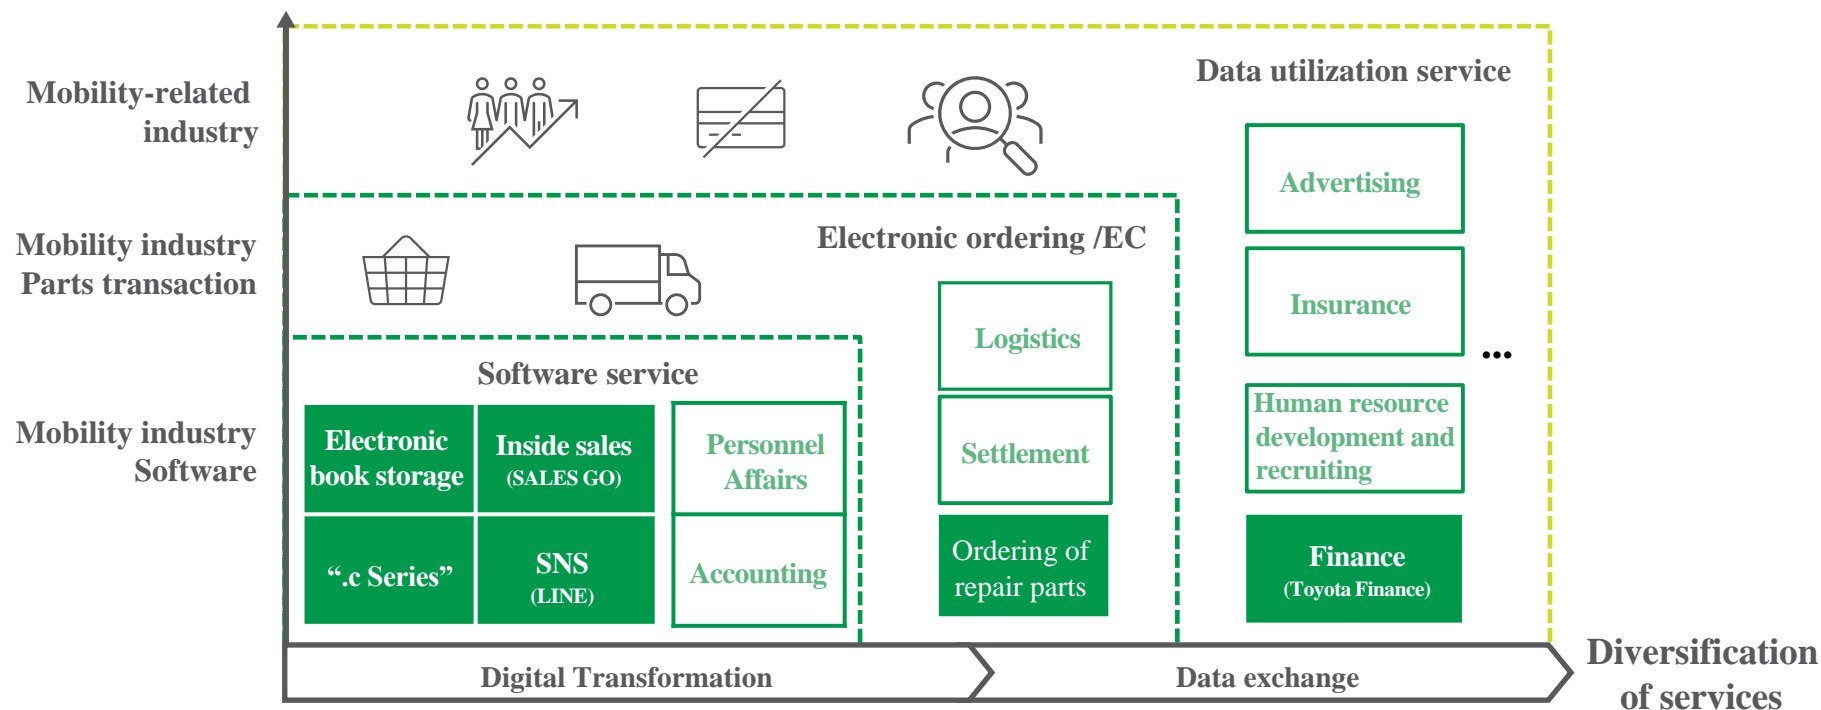 Mobility-related
industry
Data utilization service
Advertising
Mobility industry
Parts transaction
Electronic ordering /EC
Insurance
Logistics
...
Software service
Human resource
development and
recruiting
Mobility industry
Software
Electronic
book storage
Inside sales
(SALES GO)
Personnel
Affairs
Settlement
“.c Series”
SNS
(LINE)
Accounting
Ordering of
repair parts
Finance
(Toyota Finance)
Digital Transformation
Data exchange
Diversification
of services